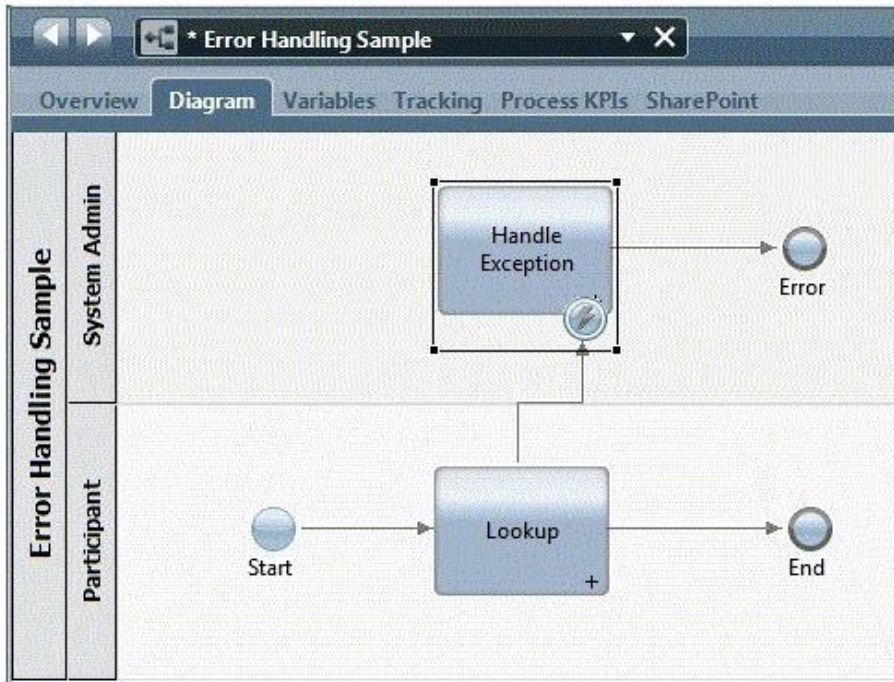 * Error Handling Sample
Overview Diagram Variables Tracking Process KPIs SharePoint
Error Handling Sample
System Admin
Handle
Exception
Error
Participant
Start
Lookup
+
End